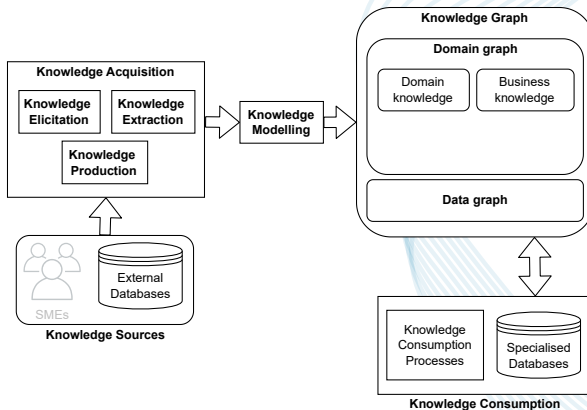 Knowledge Acquisition
Knowledge
Elicitation
Knowledge
Extraction
Knowledge
Production
Knowledge
Modelling
Knowledge Graph
Domain graph
Domain
knowledge
Business
knowledge
Data graph
SMEs
External
Databases
Knowledge Sources
Knowledge
Consumption
Processes
Specialised
Databases
Knowledge Consumption